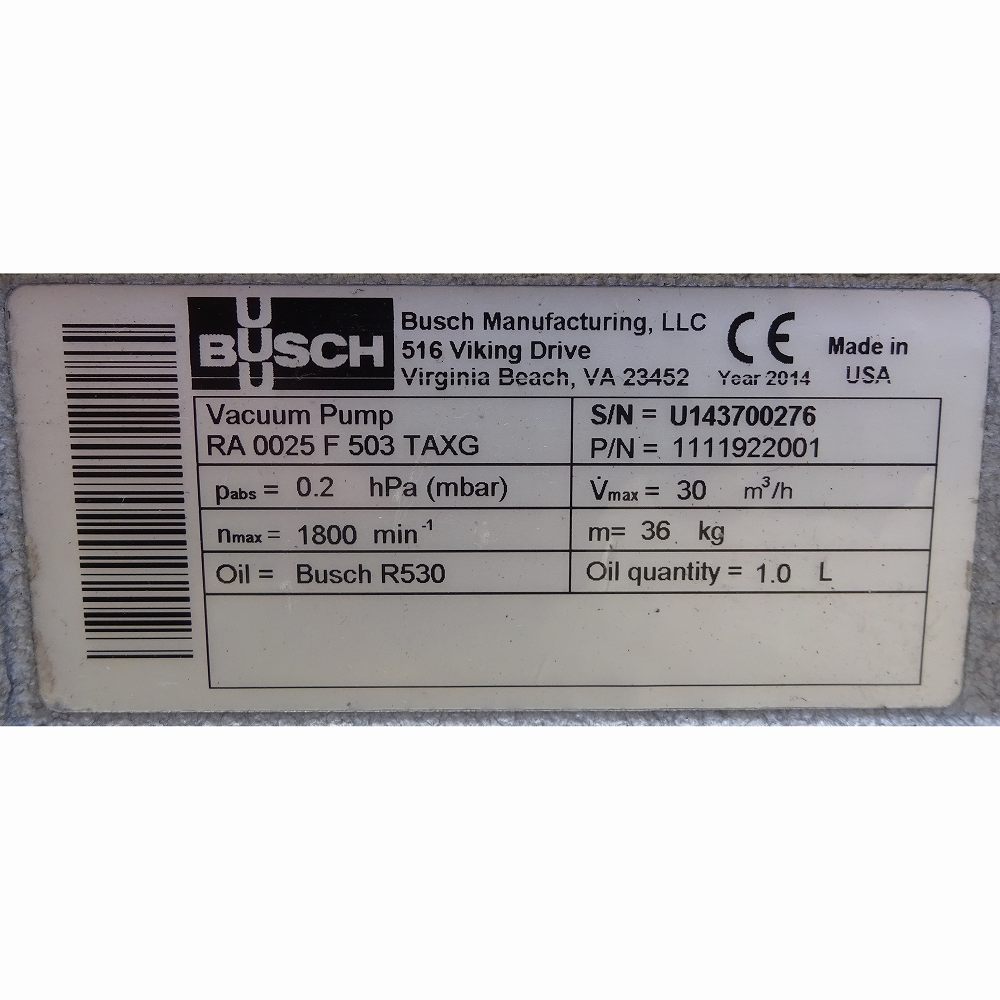 BUSCH
Busch Manufacturing, LLC
516 Viking Drive
Virginia Beach, VA 23452
CE
Year 2014
Made in
USA
Vacuum Pump
RA 0025 F 503 TAXG
S/N = U143700276
P/N = 1111922001
pabs = 0.2 hPa (mbar)
V̇max = 30 m³/h
nmax = 1800 min⁻¹
m= 36 kg
Oil = Busch R530
Oil quantity = 1.0 L